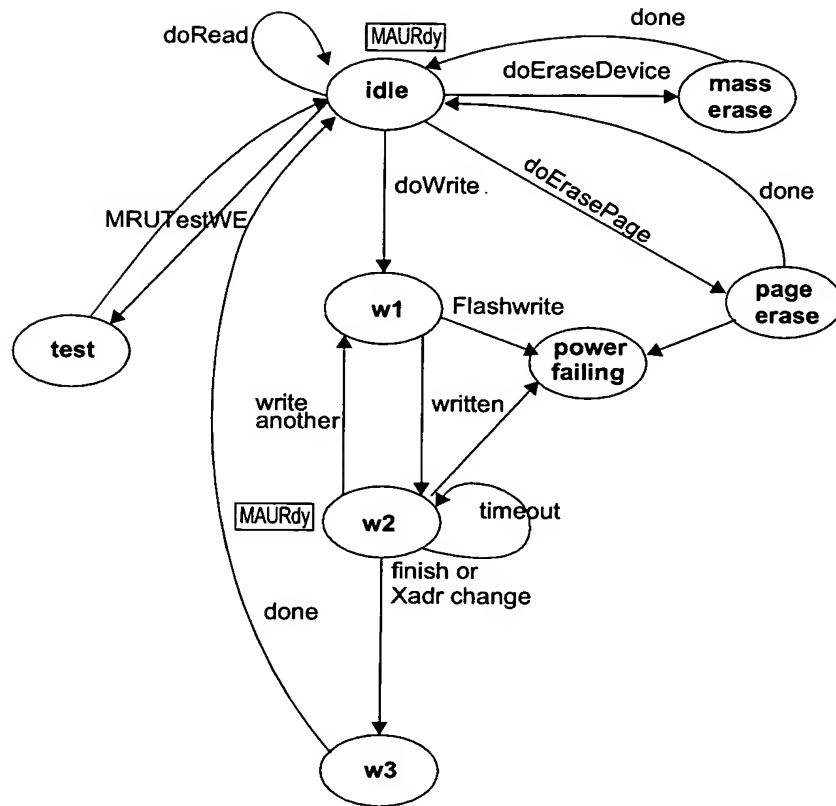 done
doRead
MAURdy
idle
doEraseDevice
mass
erase
doWrite
doErasePage
done
MRUTestWE
w1
Flashwrite
page
erase
test
power
failing
write
another
written
MAURdy
w2
timeout
finish or
Xadr change
done
w3